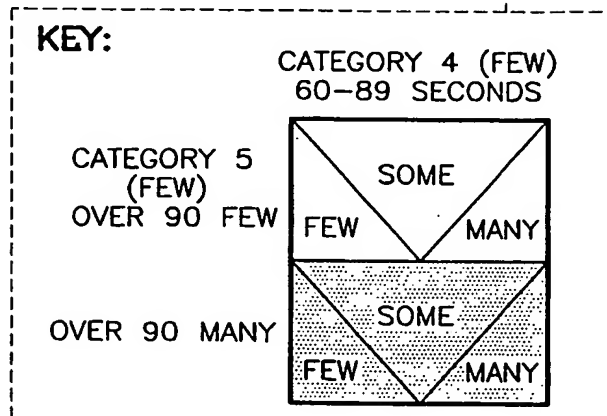 KEY:
CATEGORY 4 (FEW)
60-89 SECONDS
CATEGORY 5
(FEW)
OVER 90 FEW
SOME
FEW
MANY
OVER 90 MANY
SOME
FEW
MANY